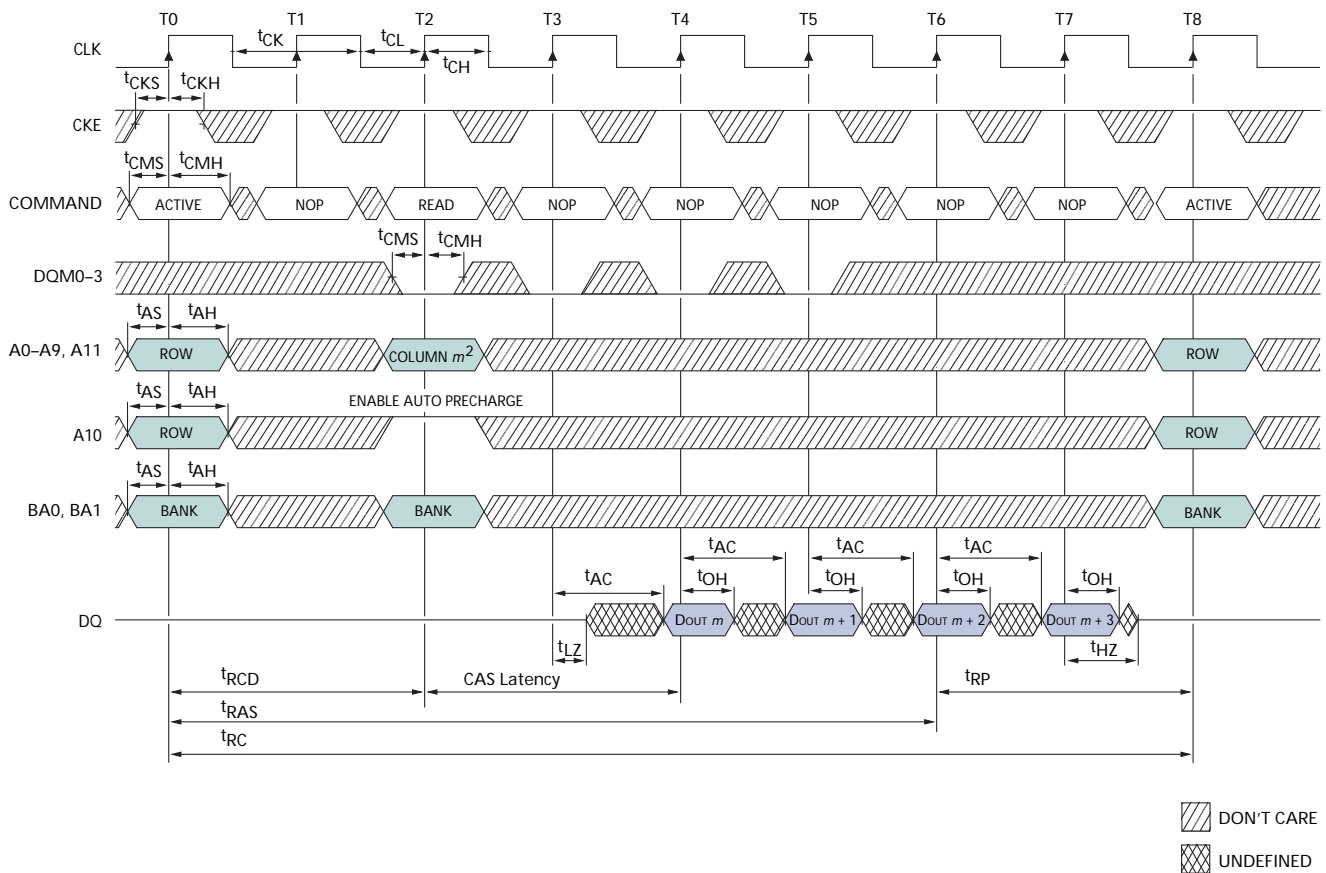 T0 T1 T2 T3 T4 T5 T6 T7 T8
CLK tCK tCL tCH
tCKS tCKH
CKE
tCMS tCMH
COMMAND ACTIVE NOP READ NOP NOP NOP NOP NOP ACTIVE
tCMS tCMH
DQM0–3
tAS tAH
A0–A9, A11 ROW COLUMN m2 ROW
tAS tAH ENABLE AUTO PRECHARGE
A10 ROW ROW
tAS tAH
BA0, BA1 BANK BANK BANK
tAC tAC tAC
tAC tOH tOH tOH tOH
DQ DOUT m DOUT m + 1 DOUT m + 2 DOUT m + 3
tLZ tHZ
tRCD CAS Latency tRP
tRAS
tRC
DON'T CARE
UNDEFINED